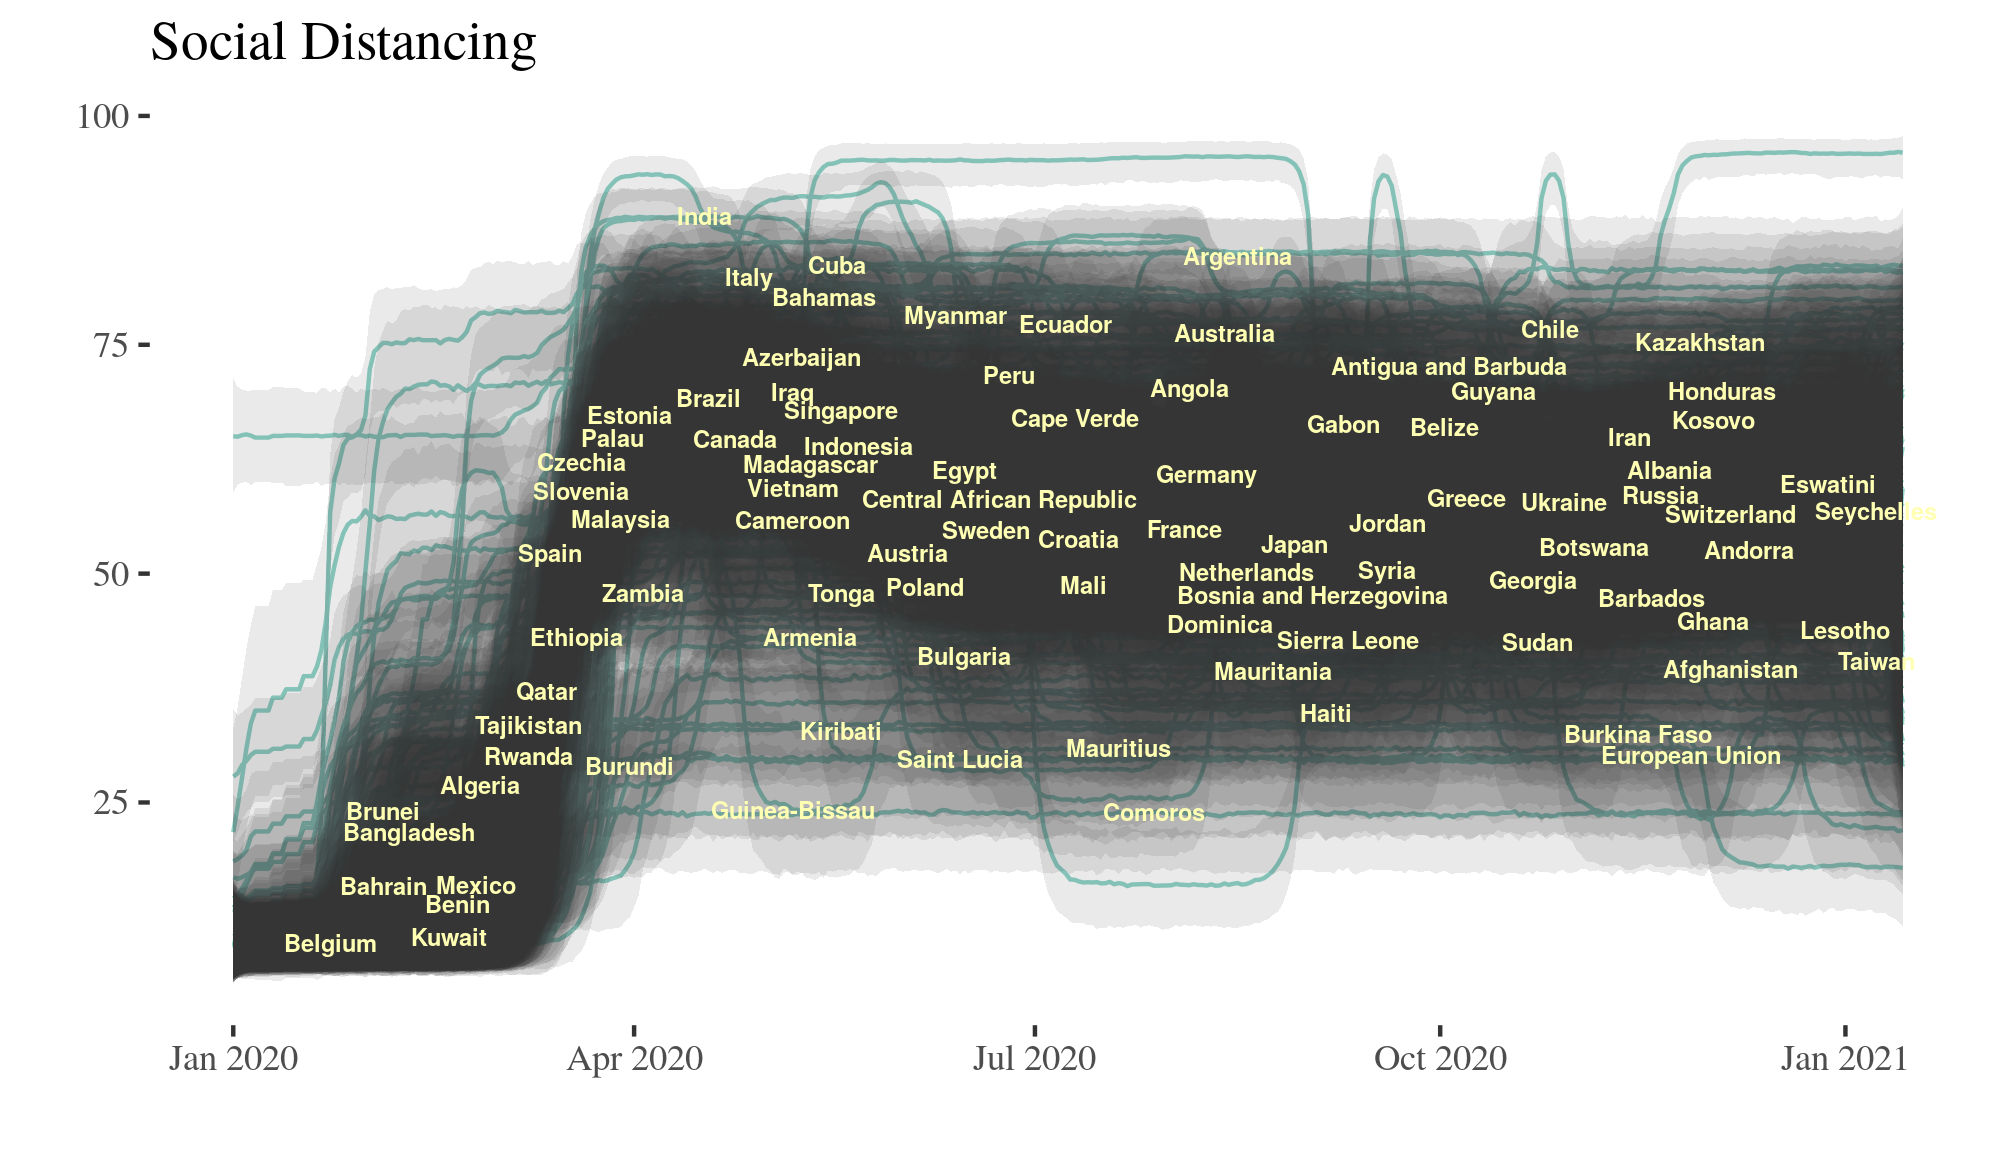 Social Distancing
100
India
Argentina
Cuba
Italy
Bahamas
Myanmar
Ecuador
Chile
Australia
75
Kazakhstan
Azerbaijan
Antigua and Barbuda
Peru
Angola
Guyana
Honduras
Iraq
Brazil
Singapore
Estonia
Cape Verde
Kosovo
Gabon
Belize
Palau
Canada
Iran
Indonesia
Czechia
Madagascar
Egypt
Albania
Germany
Eswatini
Vietnam
Slovenia
Russia
Central African Republic
Greece
Ukraine
Seychelles
Switzerland
Malaysia
Cameroon
Jordan
Sweden
France
Croatia
Japan
Botswana
Andorra
Spain
Austria
50
Syria
Netherlands
Georgia
Mali
Poland
Zambia
Tonga
Bosnia and Herzegovina
Barbados
Ghana
Dominica
Lesotho
Ethiopia
Armenia
Sierra Leone
Sudan
Bulgaria
Taiwan
Afghanistan
Mauritania
Qatar
Haiti
Tajikistan
Kiribati
Burkina Faso
Mauritius
European Union
Rwanda
Saint Lucia
Burundi
Algeria
25
Brunei
Guinea-Bissau
Comoros
Bangladesh
Bahrain
Mexico
Benin
Kuwait
Belgium
Jan 2020
Apr 2020
Jul 2020
Oct 2020
Jan 2021